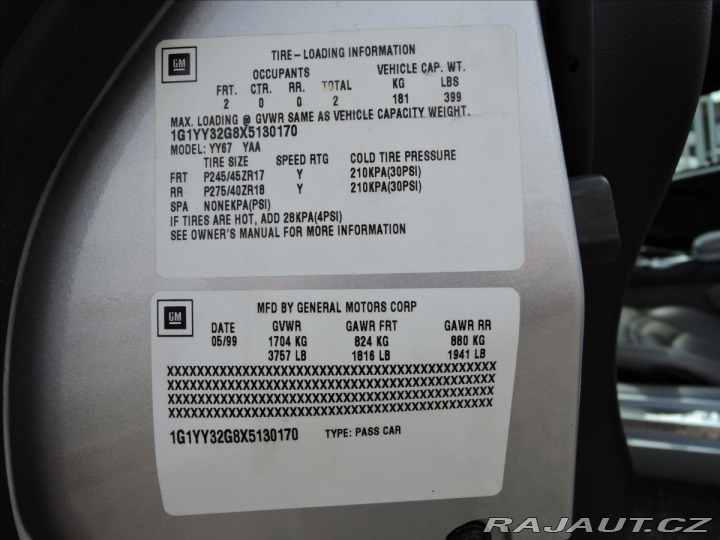 GM
TIRE-LOADING INFORMATION
OCCUPANTS VEHICLE CAP. WT.
FRT. CTR. RR. TOTAL KG LBS
2 0 0 2 181 399
MAX. LOADING @ GVWR SAME AS VEHICLE CAPACITY WEIGHT.
1G1YY32G8X5130170
MODEL: YY67 YAA
TIRE SIZE SPEED RTG COLD TIRE PRESSURE
FRT P245/45ZR17 Y 210KPA(30PSI)
RR P275/40ZR18 Y 210KPA(30PSI)
SPA NONEKPA(PSI)
IF TIRES ARE HOT, ADD 28KPA(4PSI)
SEE OWNER'S MANUAL FOR MORE INFORMATION
GM
MFD BY GENERAL MOTORS CORP
DATE GVWR GAWR FRT GAWR RR
05/99 1704 KG 824 KG 880 KG
3757 LB 1816 LB 1941 LB
XXXXXXXXXXXXXXXXXXXXXXXXXXXXXXXXXXXXXXXXXXXXX
XXXXXXXXXXXXXXXXXXXXXXXXXXXXXXXXXXXXXXXXXXXXX
XXXXXXXXXXXXXXXXXXXXXXXXXXXXXXXXXXXXXXXXXXXXX
XXXXXXXXXXXXXXXXXXXXXXXXXXXXXXXXXXXXXXXXXXXXX
1G1YY32G8X5130170 TYPE: PASS CAR
RAJAUT.CZ